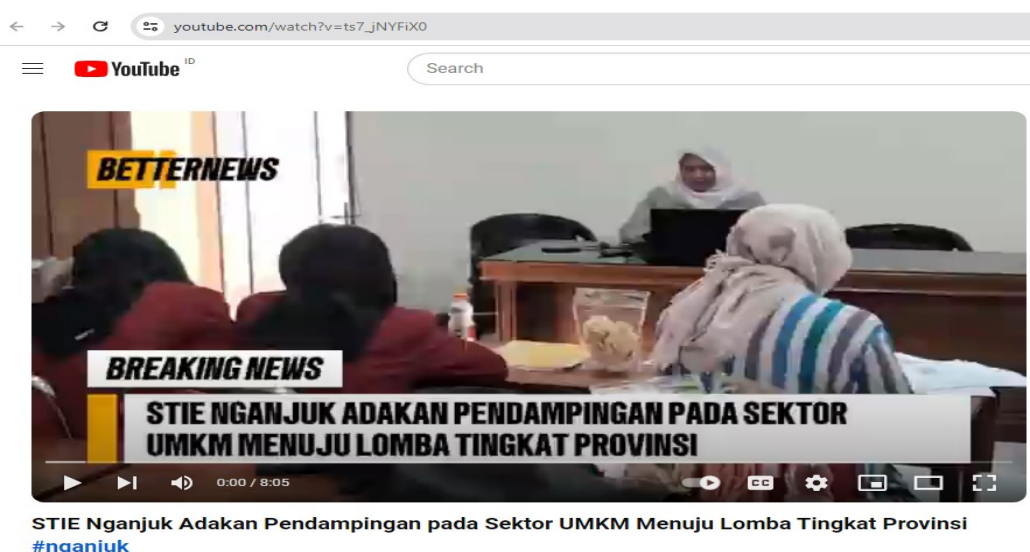 youtube.com/watch?v=ts7_jNYFiX0
YouTube ID
Search
BETTERNEWS
BREAKING NEWS
STIE NGANJUK ADAKAN PENDAMPINGAN PADA SEKTOR
UMKM MENUJU LOMBA TINGKAT PROVINSI
0:00 / 8:05
CC
STIE Nganjuk Adakan Pendampingan pada Sektor UMKM Menuju Lomba Tingkat Provinsi
#nganjuk